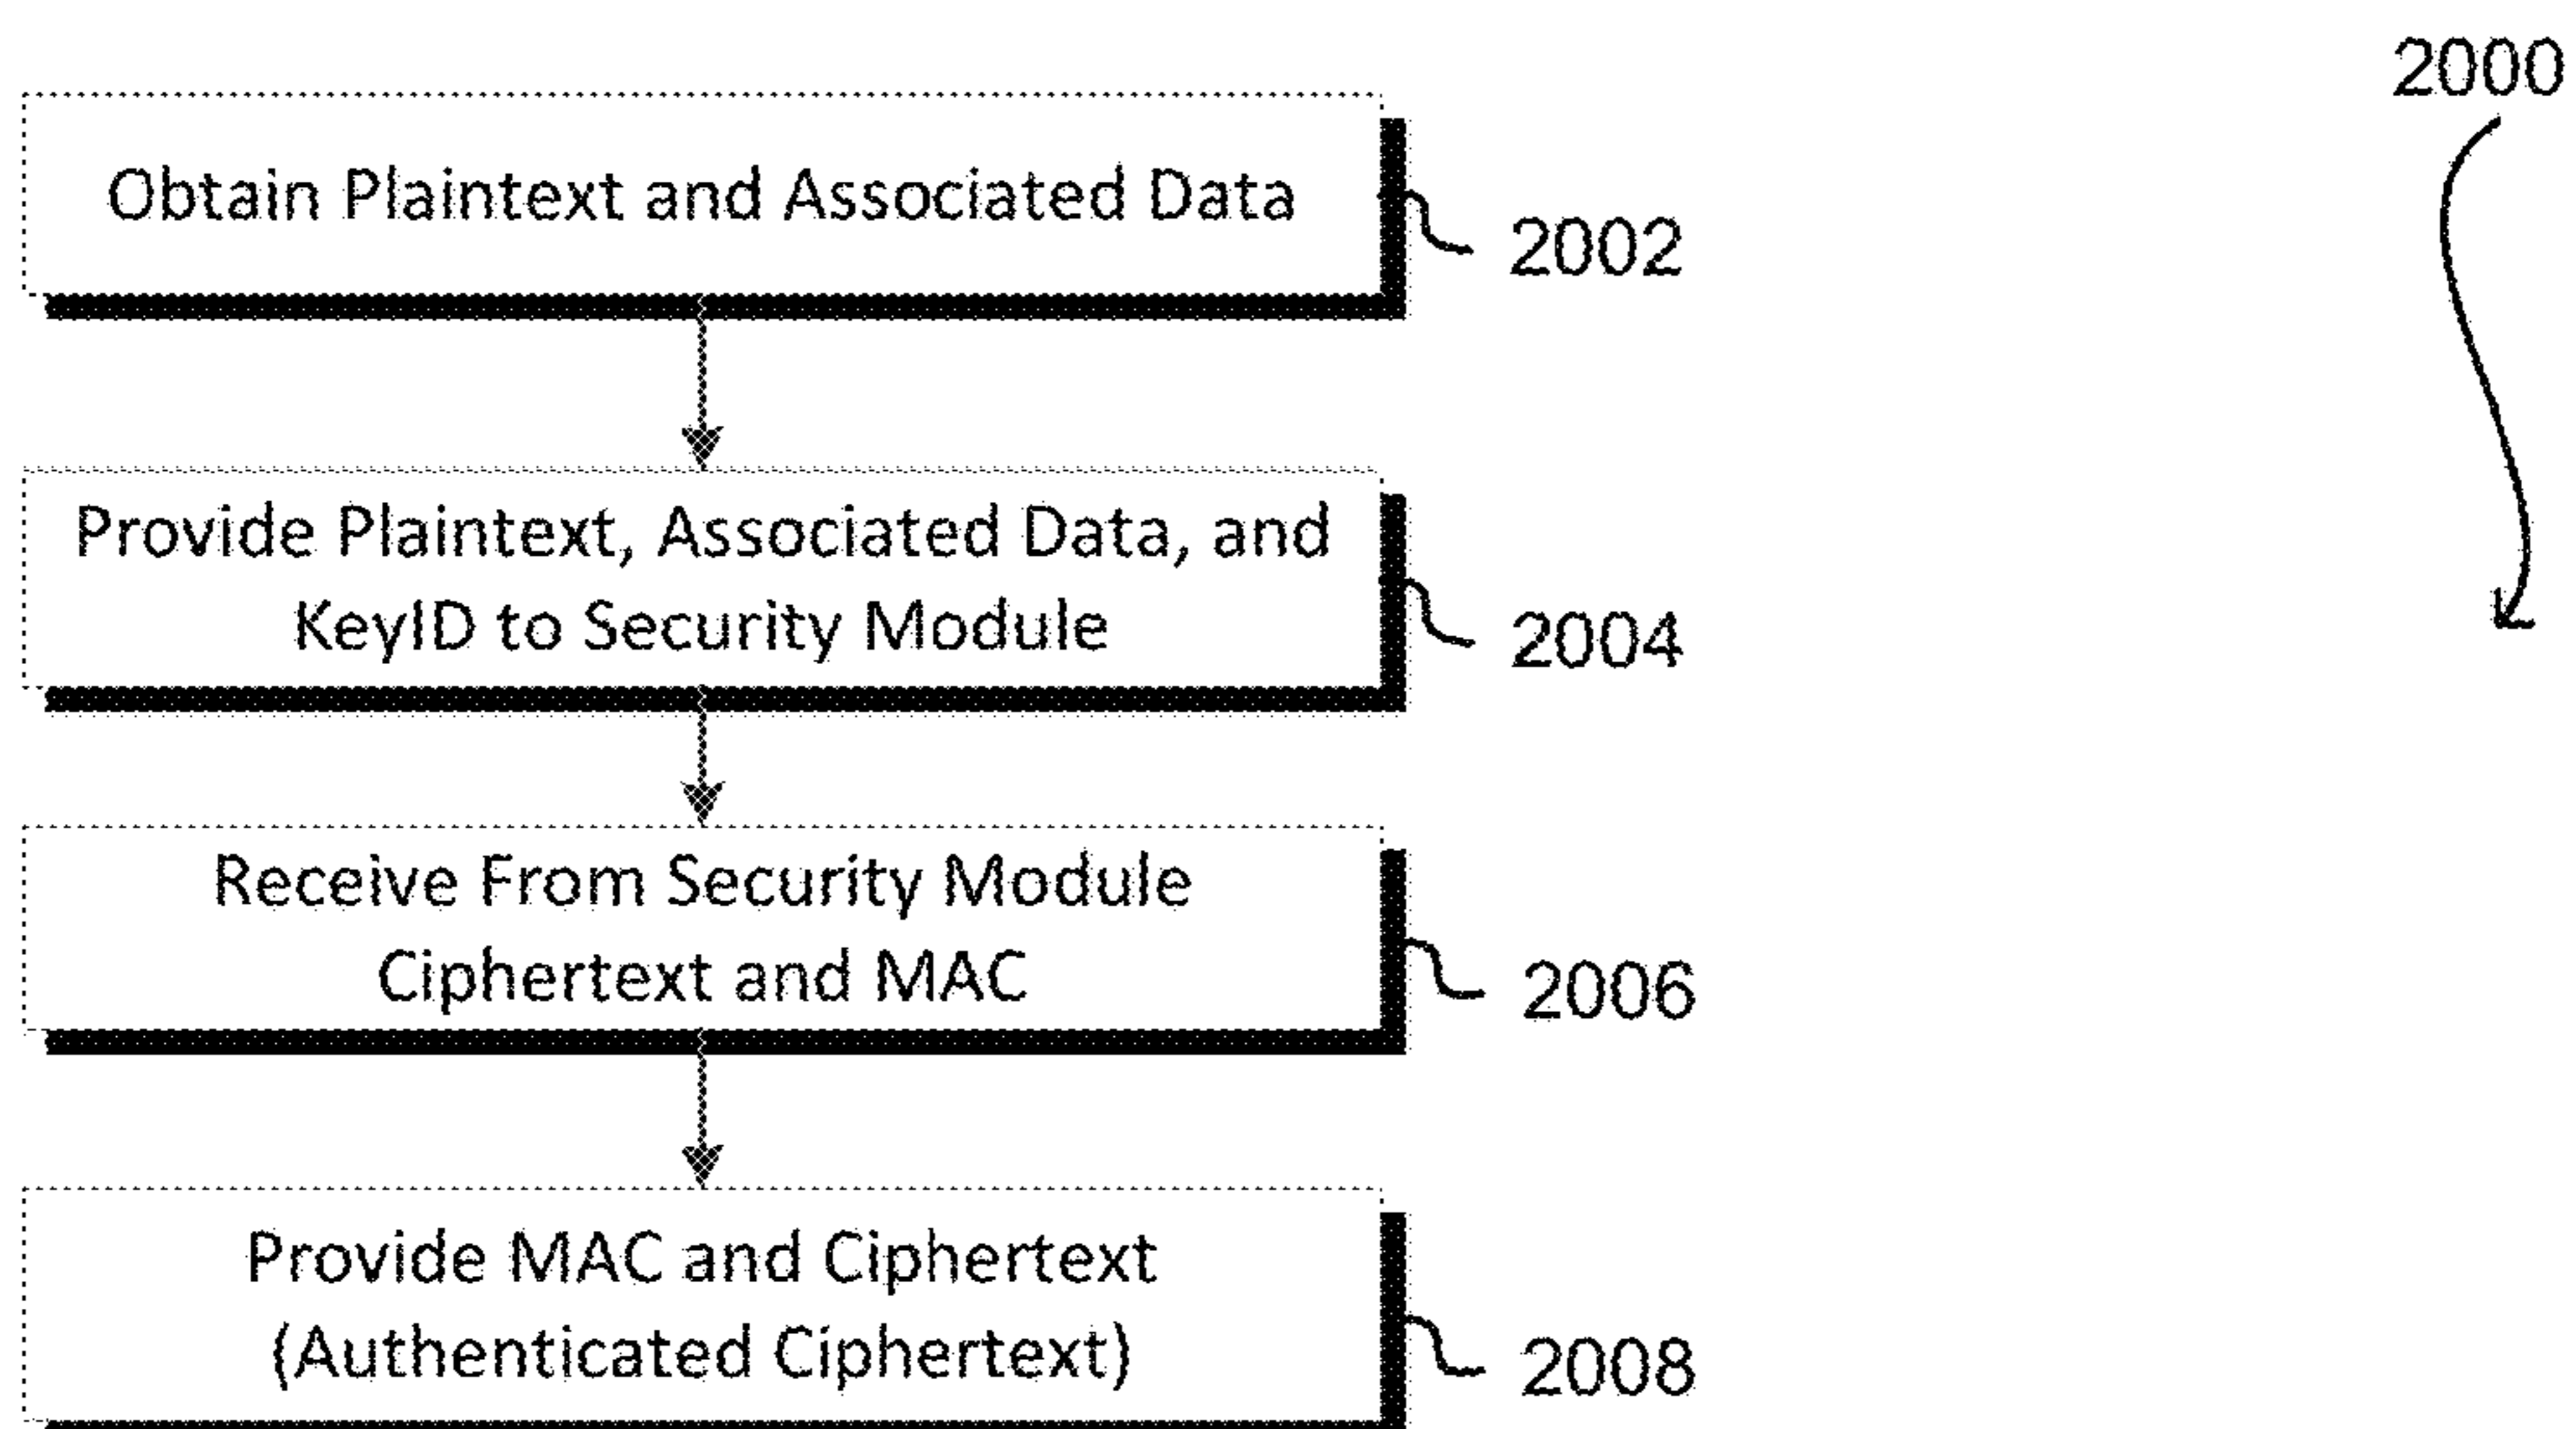 2000
Obtain Plaintext and Associated Data
2002
Provide Plaintext, Associated Data, and
KeyID to Security Module
2004
Receive From Security Module
Ciphertext and MAC
2006
Provide MAC and Ciphertext
(Authenticated Ciphertext)
2008